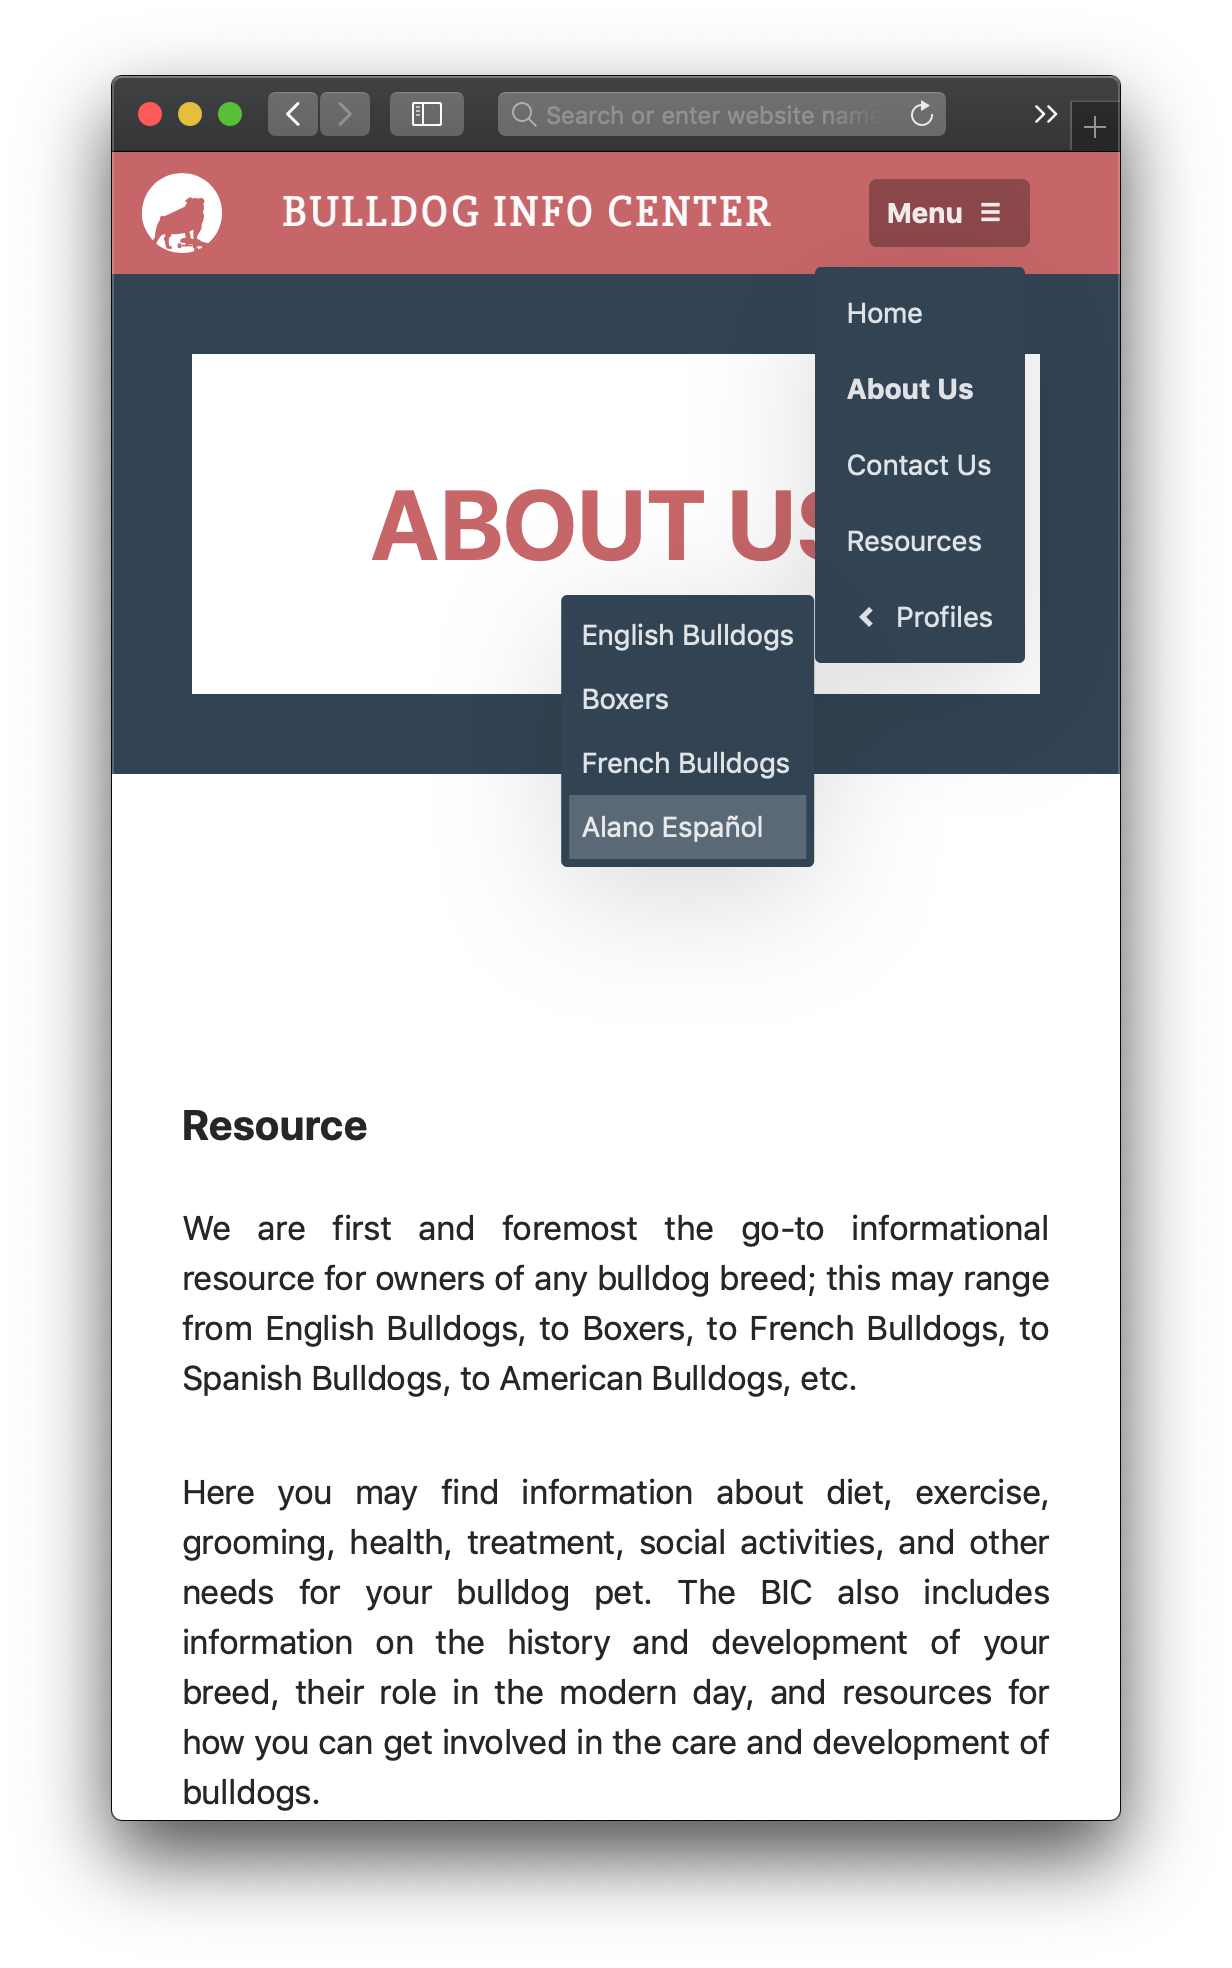 Search or enter website name
BULLDOG INFO CENTER
Menu
Home
About Us
Contact Us
Resources
Profiles
ABOUT US
English Bulldogs
Boxers
French Bulldogs
Alano Español
Resource
We are first and foremost the go-to informational
resource for owners of any bulldog breed; this may range
from English Bulldogs, to Boxers, to French Bulldogs, to
Spanish Bulldogs, to American Bulldogs, etc.
Here you may find information about diet, exercise,
grooming, health, treatment, social activities, and other
needs for your bulldog pet. The BIC also includes
information on the history and development of your
breed, their role in the modern day, and resources for
how you can get involved in the care and development of
bulldogs.